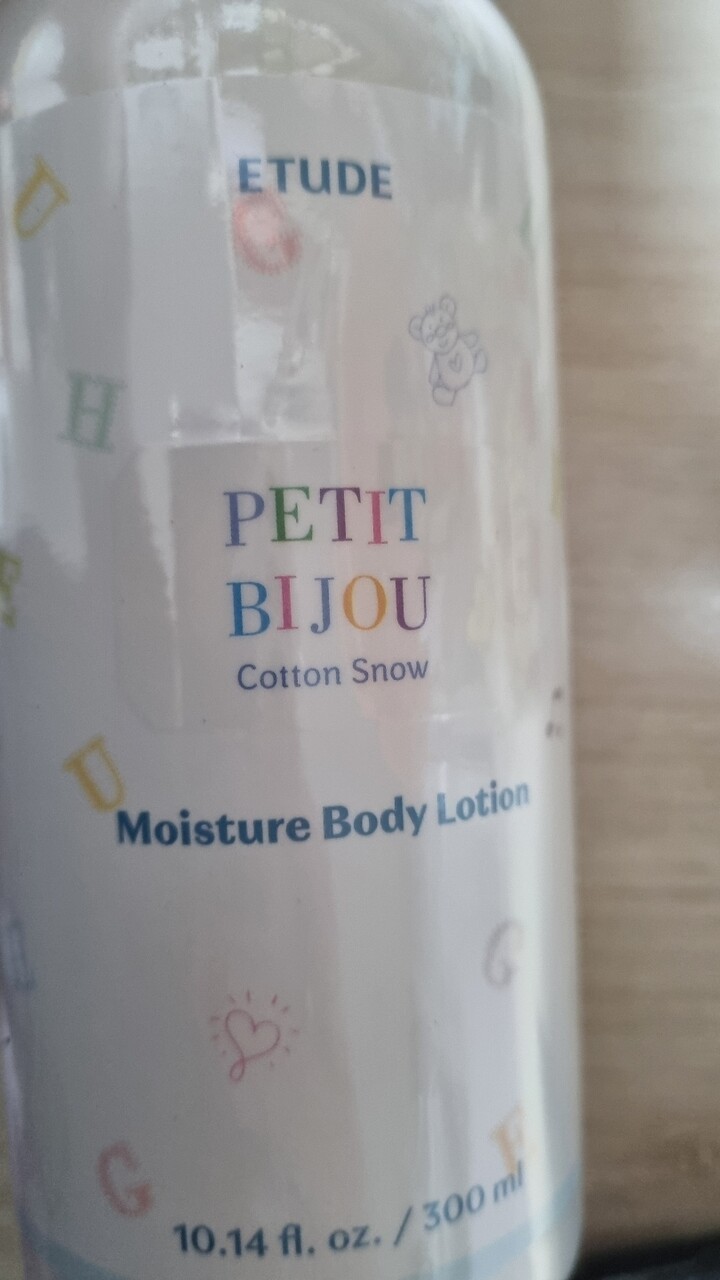 ETUDE
U
G
H
PETIT
BIJOU
Cotton Snow
U
Moisture Body Lotion
G
G
E
10.14 fl. oz. / 300 ml